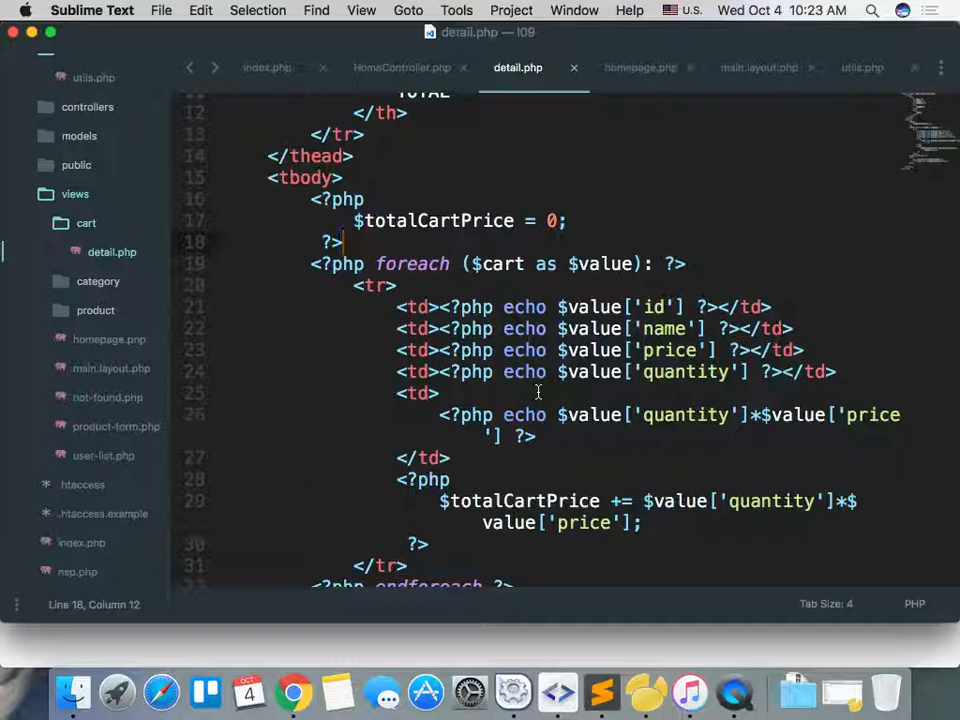 Sublime Text File Edit Selection Find View Goto Tools Project Window Help U.S. Wed Oct 4 10:23 AM
detail.php — l09
index.php HomeController.php detail.php homepage.php main.layout.php utils.php
utils.php
controllers
models
public
views
cart
detail.php
category
product
homepage.php
main.layout.php
not-found.php
product-form.php
user-list.php
.htaccess
.htaccess.example
index.php
nsp.php
TOTAL
12 </th>
13 </tr>
14 </thead>
15 <tbody>
16 <?php
17 $totalCartPrice = 0;
18 ?>
19 <?php foreach ($cart as $value): ?>
20 <tr>
21 <td><?php echo $value['id'] ?></td>
22 <td><?php echo $value['name'] ?></td>
23 <td><?php echo $value['price'] ?></td>
24 <td><?php echo $value['quantity'] ?></td>
25 <td>
26 <?php echo $value['quantity']*$value['price
'] ?>
27 </td>
28 <?php
29 $totalCartPrice += $value['quantity']*$
value['price'];
30 ?>
31 </tr>
<?php endforeach ?>
Line 18, Column 12 Tab Size: 4 PHP
OCT
4